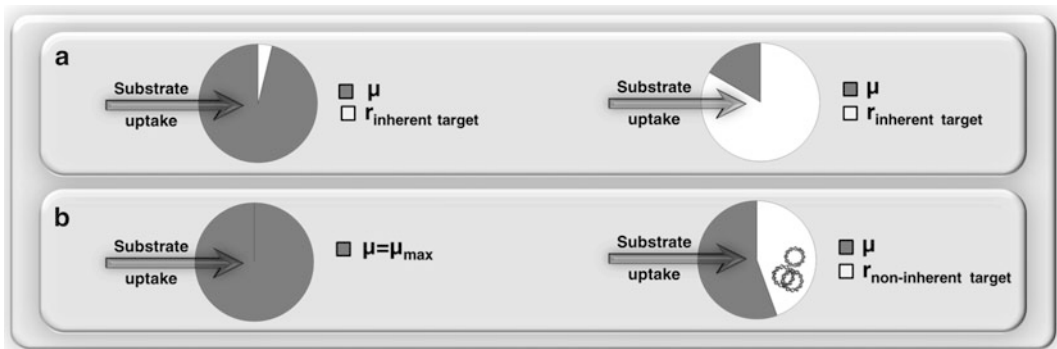 a
Substrate
uptake
μ
r inherent target
Substrate
uptake
μ
r inherent target
b
Substrate
uptake
μ=μmax
Substrate
uptake
μ
r non-inherent target